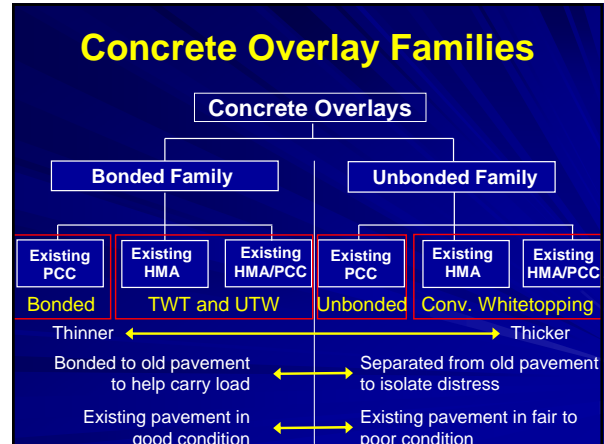 Concrete Overlay Families
Concrete Overlays
Bonded Family
Unbonded Family
Existing
PCC
Existing
HMA
Existing
HMA/PCC
Existing
PCC
Existing
HMA
Existing
HMA/PCC
Bonded
TWT and UTW
Unbonded
Conv. Whitetopping
Thinner
Thicker
Bonded to old pavement
to help carry load
Separated from old pavement
to isolate distress
Existing pavement in
good condition
Existing pavement in fair to
poor condition